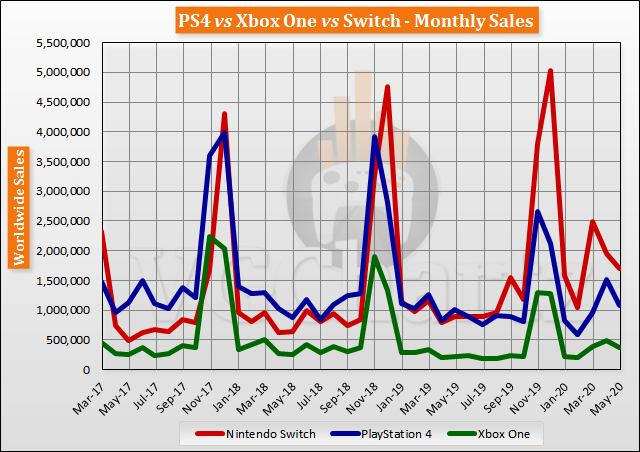 PS4 vs Xbox One vs Switch - Monthly Sales
Worldwide Sales
5,500,000
5,000,000
4,500,000
4,000,000
3,500,000
3,000,000
2,500,000
2,000,000
1,500,000
1,000,000
500,000
0
Mar-17
May-17
Jul-17
Sep-17
Nov-17
Jan-18
Mar-18
May-18
Jul-18
Sep-18
Nov-18
Jan-19
Mar-19
May-19
Jul-19
Sep-19
Nov-19
Jan-20
Mar-20
May-20
Nintendo Switch
PlayStation 4
Xbox One